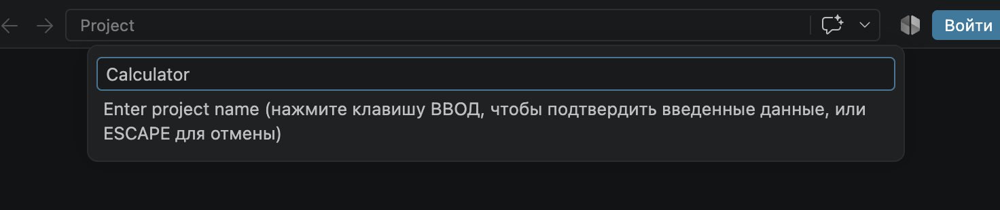 Project
Войти
Calculator
Enter project name (нажмите клавишу ВВОД, чтобы подтвердить введенные данные, или
ESCAPE для отмены)